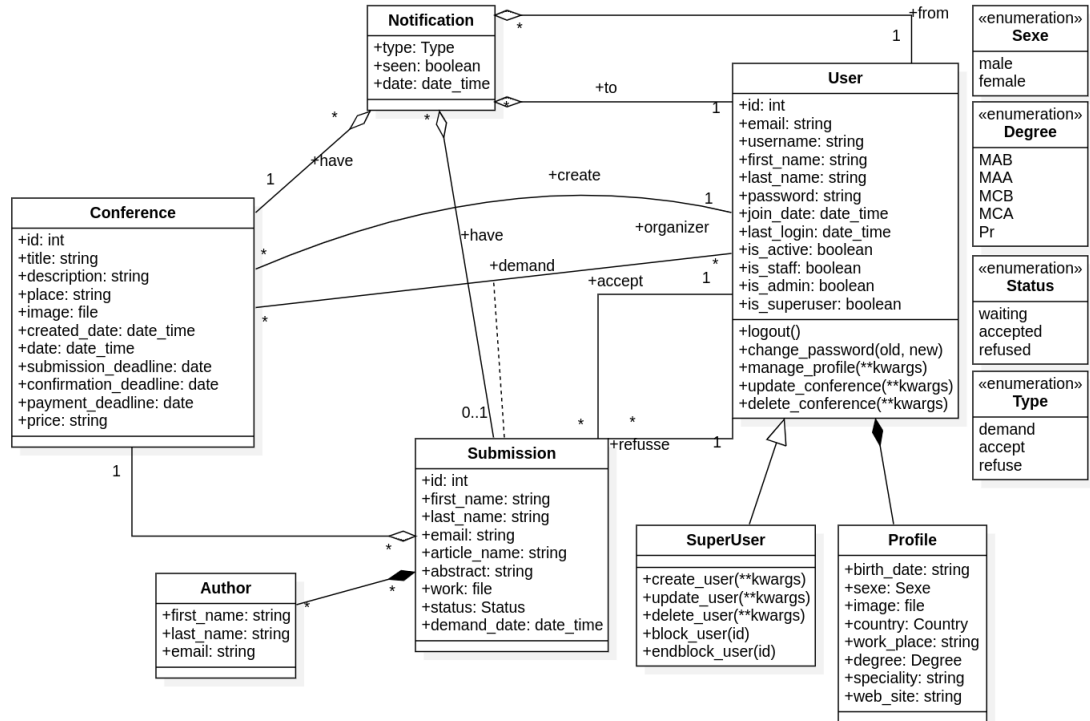 Notification
+type: Type
+seen: boolean
+date: date_time
*
+from
1
*
+to
1
*
+have
1
*
+have
0..1
Conference
+id: int
+title: string
+description: string
+place: string
+image: file
+created_date: date_time
+date: date_time
+submission_deadline: date
+confirmation_deadline: date
+payment_deadline: date
+price: string
+create
1
*
+organizer
+demand
*
*
+accept
1
*
*
+refusse
1
User
+id: int
+email: string
+username: string
+first_name: string
+last_name: string
+password: string
+join_date: date_time
+last_login: date_time
+is_active: boolean
+is_staff: boolean
+is_admin: boolean
+is_superuser: boolean
+logout()
+change_password(old, new)
+manage_profile(**kwargs)
+update_conference(**kwargs)
+delete_conference(**kwargs)
«enumeration»
Sexe
male
female
«enumeration»
Degree
MAB
MAA
MCB
MCA
Pr
«enumeration»
Status
waiting
accepted
refused
«enumeration»
Type
demand
accept
refuse
1
*
Submission
+id: int
+first_name: string
+last_name: string
+email: string
+article_name: string
+abstract: string
+work: file
+status: Status
+demand_date: date_time
*
*
Author
+first_name: string
+last_name: string
+email: string
SuperUser
+create_user(**kwargs)
+update_user(**kwargs)
+delete_user(**kwargs)
+block_user(id)
+endblock_user(id)
Profile
+birth_date: string
+sexe: Sexe
+image: file
+country: Country
+work_place: string
+degree: Degree
+speciality: string
+web_site: string